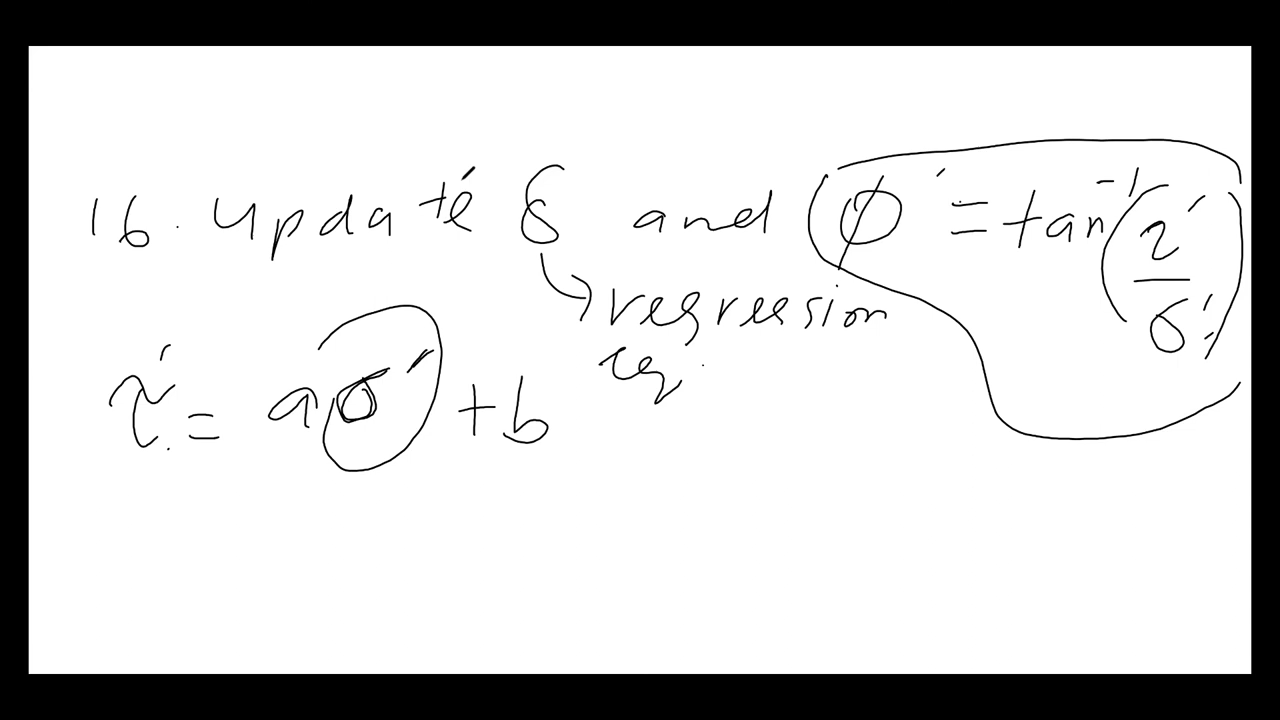 16. Update δ and (ϕ' = tan⁻¹(τ'/σ')
→ regression
τ' = aσ' + b
eq.